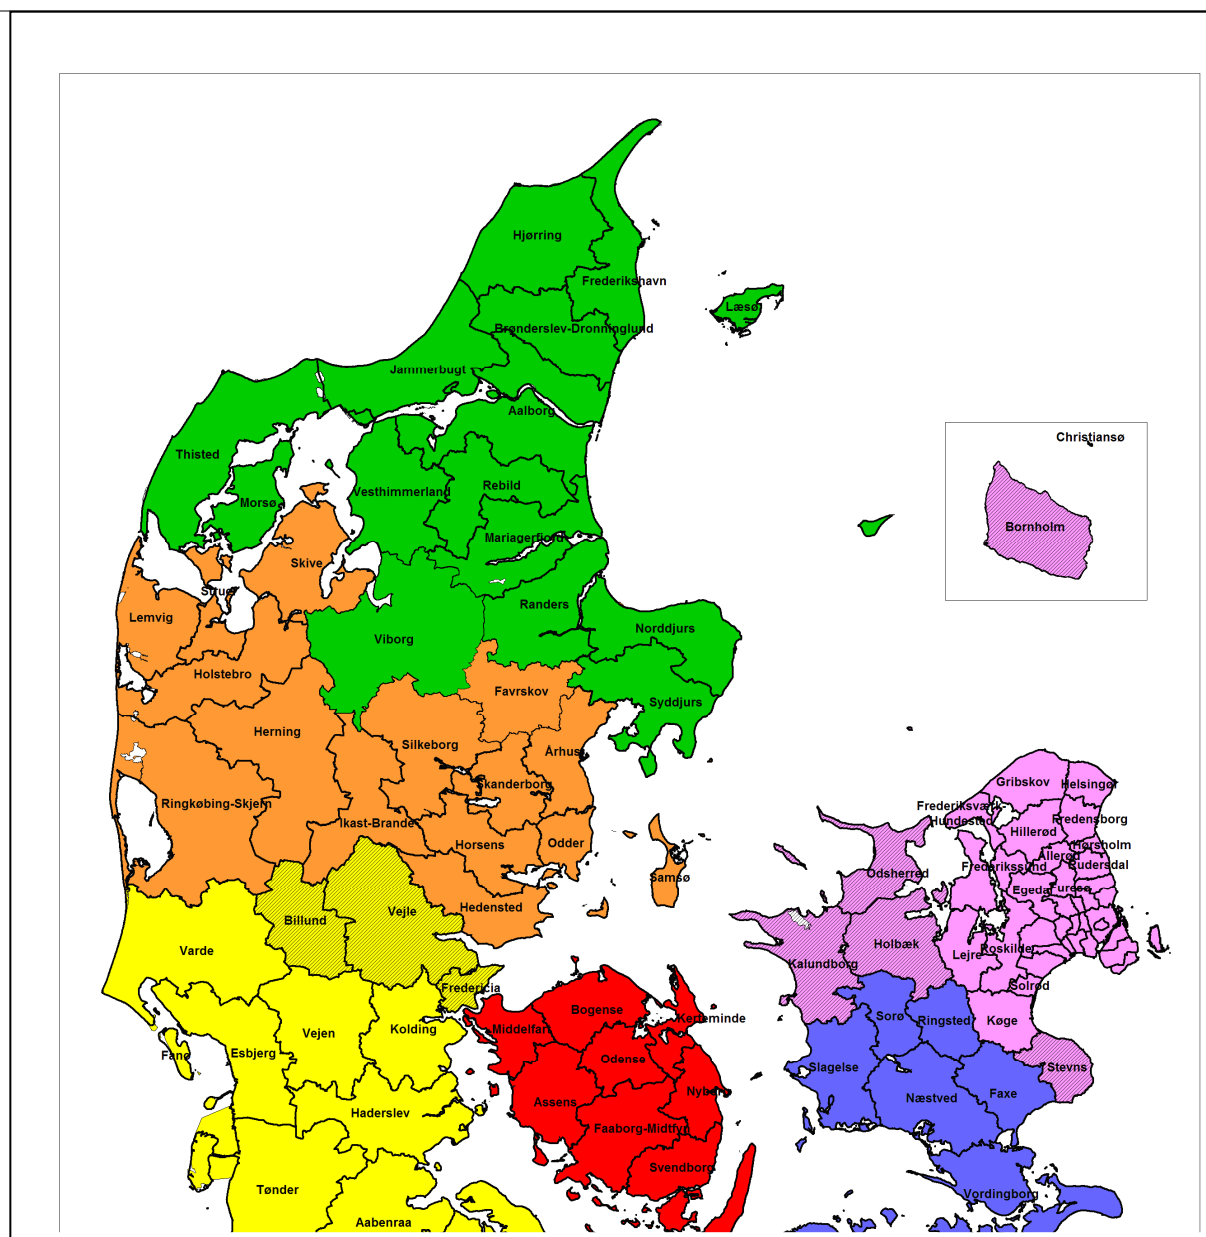 Hjørring
Frederikshavn
Læsø
Brønderslev-Dronninglund
Jammerbugt
Aalborg
Christiansø
Thisted
Rebild
Vesthimmerland
Morsø
Bornholm
Mariagerfjord
Skive
Struer
Randers
Lemvig
Norddjurs
Viborg
Holstebro
Favrskov
Syddjurs
Herning
Silkeborg
Århus
Gribskov
Helsingør
Skanderborg
Ringkøbing-Skjern
Frederiksværk-
Hundested
Fredensborg
Ikast-Brande
Hillerød
Horsens
Odder
Hørsholm
Allerød
Rudersdal
Frederikssund
Odsherred
Samsø
Egedal
Furesø
Hedensted
Vejle
Billund
Holbæk
Roskilde
Varde
Lejre
Kalundborg
Solrød
Fredericia
Bogense
Sorø
Kerteminde
Ringsted
Køge
Middelfart
Kolding
Vejen
Esbjerg
Fanø
Odense
Slagelse
Stevns
Nyborg
Faxe
Næstved
Assens
Haderslev
Faaborg-Midtfyn
Svendborg
Tønder
Vordingborg
Aabenraa